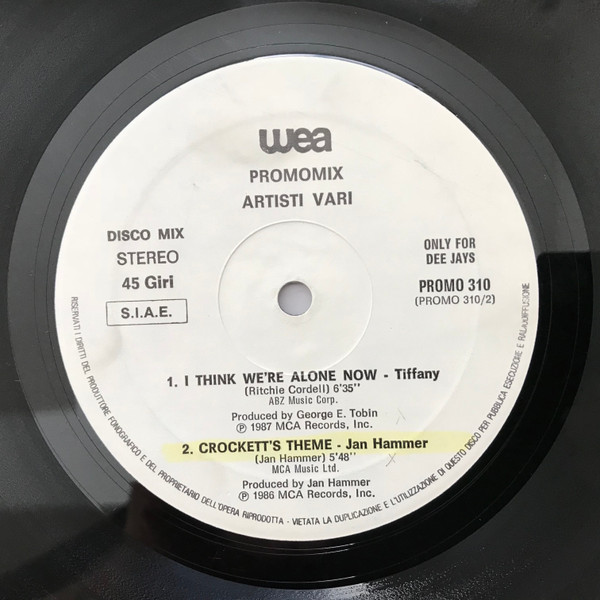 wea
PROMOMIX
ARTISTI VARI
DISCO MIX
STEREO
45 Giri
S.I.A.E.
ONLY FOR
DEE JAYS
PROMO 310
(PROMO 310/2)
1. I THINK WE'RE ALONE NOW - Tiffany
(Ritchie Cordell) 6'35"
ABZ Music Corp.
Produced by George E. Tobin
℗ 1987 MCA Records, Inc.
2. CROCKETT'S THEME - Jan Hammer
(Jan Hammer) 5'48"
MCA Music Ltd.
Produced by Jan Hammer
℗ 1986 MCA Records, Inc.
RISERVATI I DIRITTI DEL PRODUTTORE FONOGRAFICO E DEL PROPRIETARIO DELL'OPERA RIPRODOTTA - VIETATA LA DUPLICAZIONE E L'UTILIZZAZIONE DI QUESTO DISCO PER PUBBLICA ESECUZIONE E RADIODIFFUSIONE